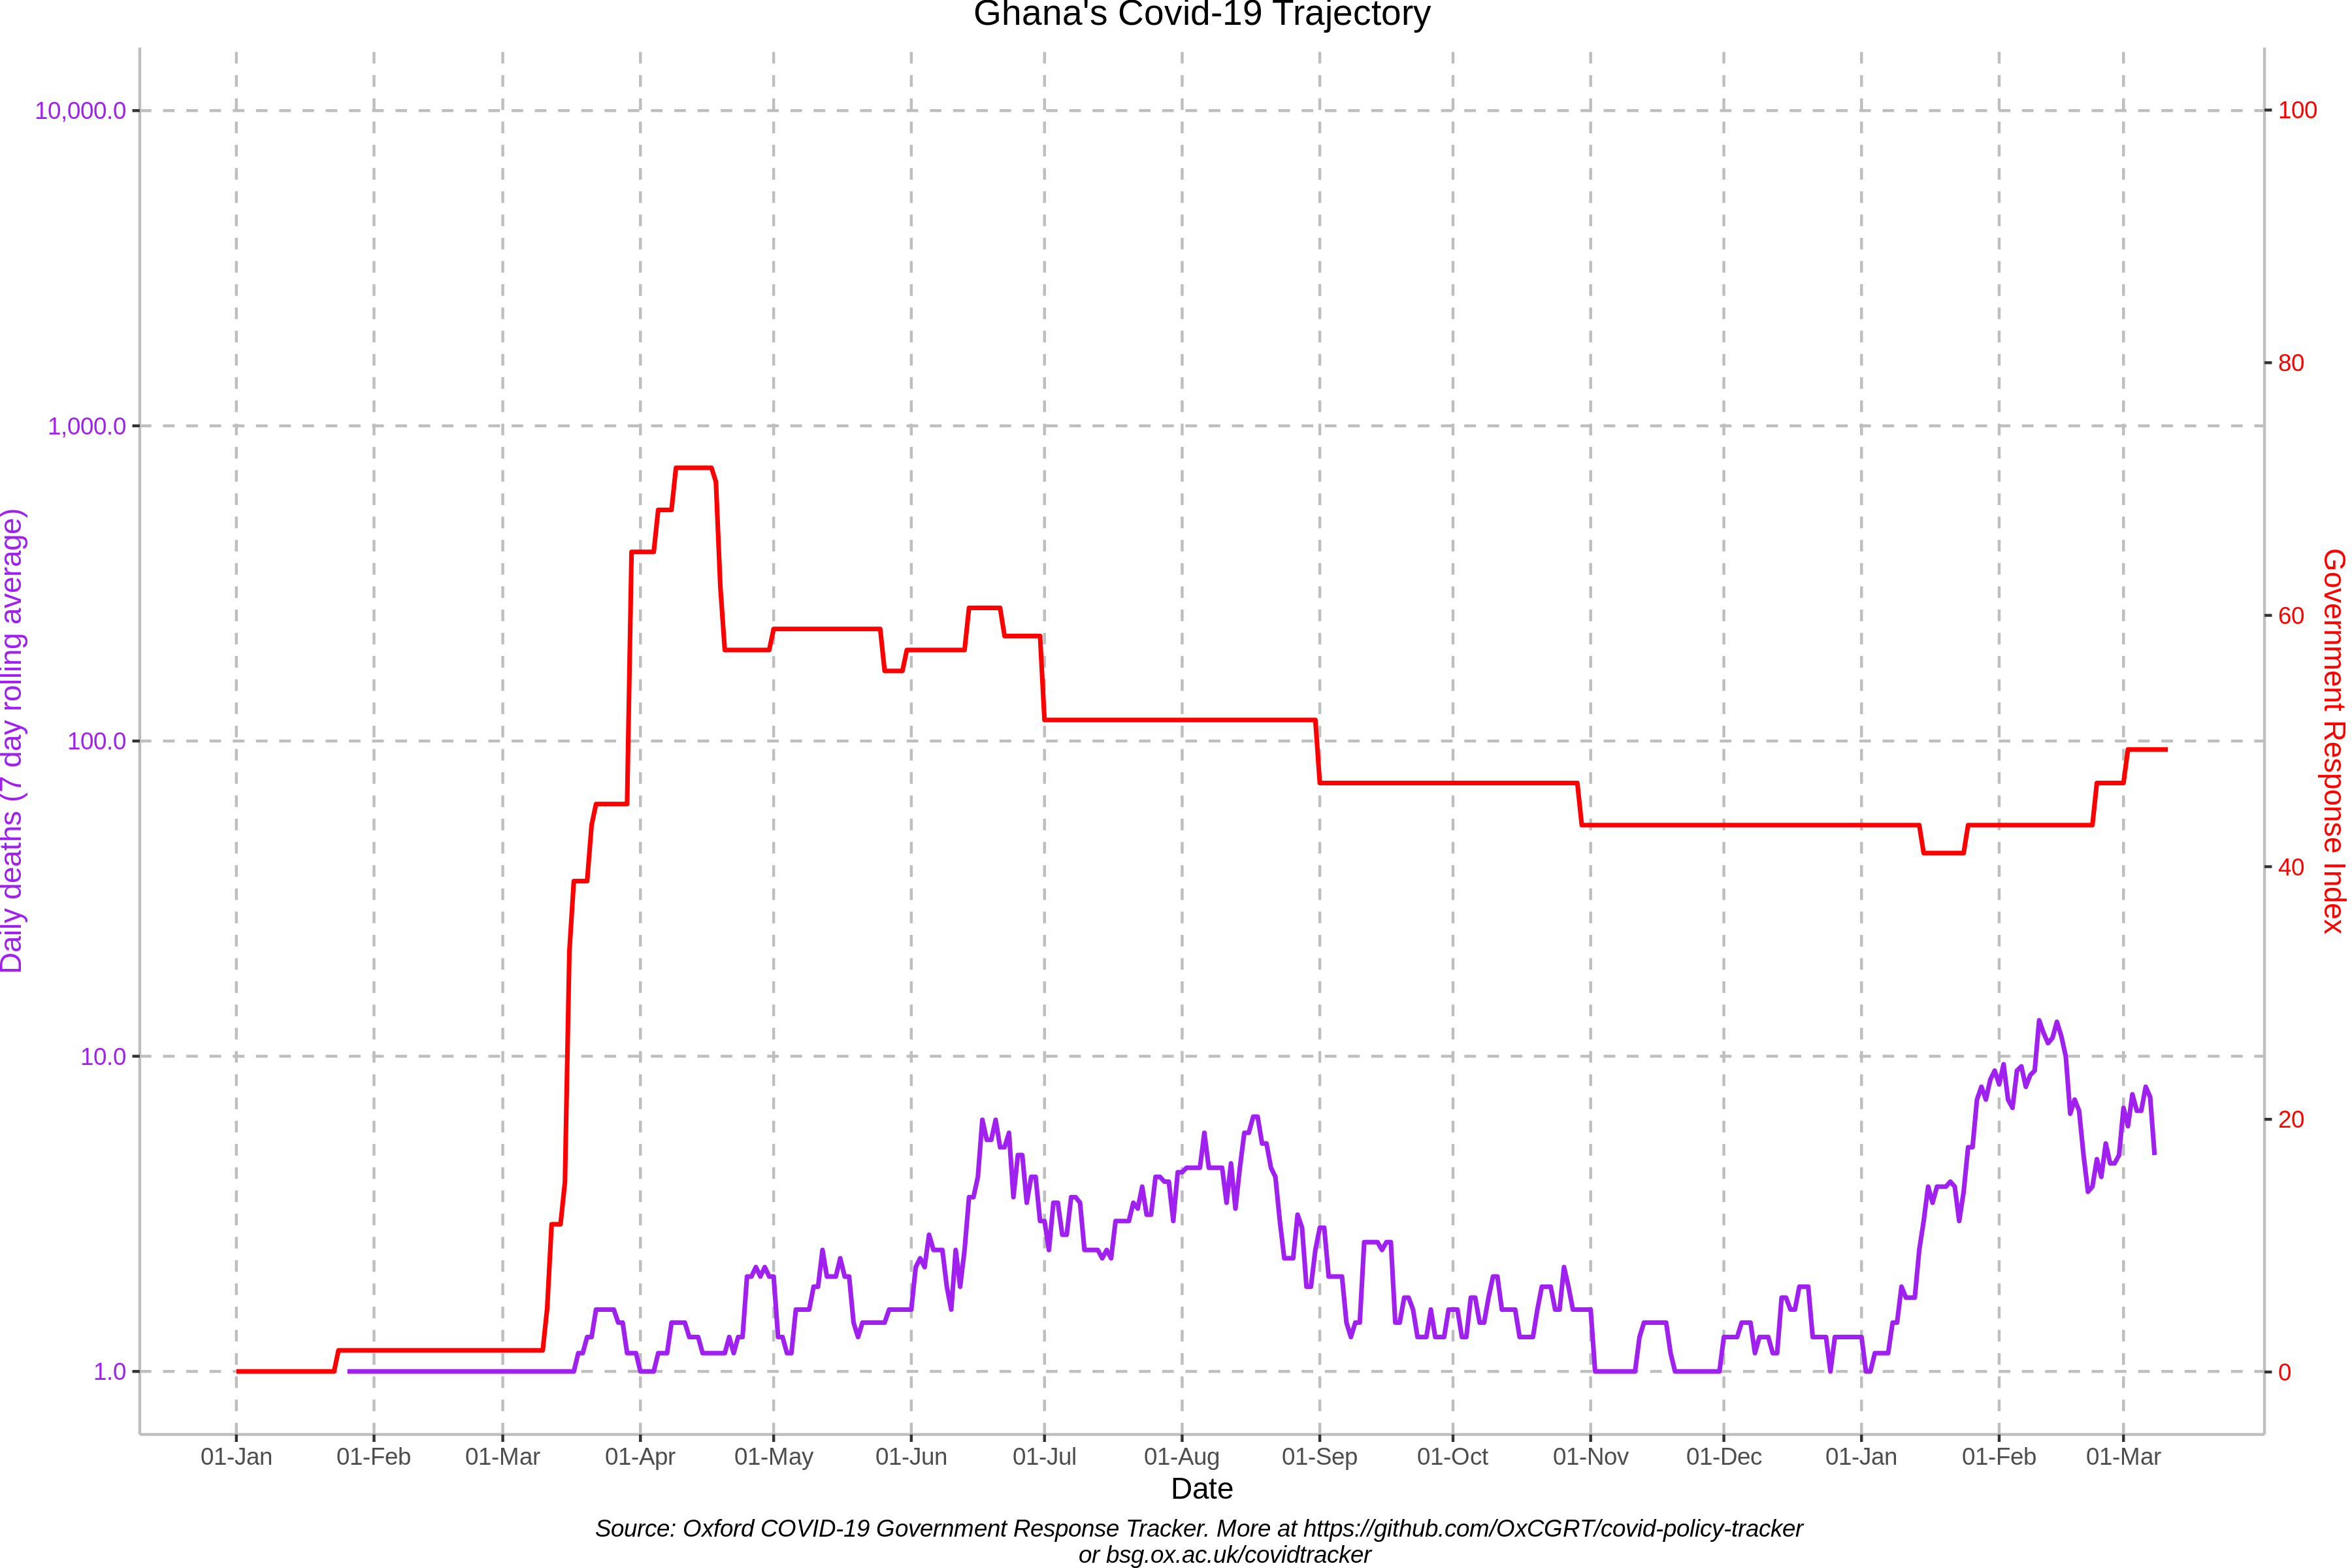 Ghana's Covid-19 Trajectory
10,000.0
1,000.0
100.0
10.0
1.0
Daily deaths (7 day rolling average)
100
80
60
40
20
0
Government Response Index
01-Jan 01-Feb 01-Mar 01-Apr 01-May 01-Jun 01-Jul 01-Aug 01-Sep 01-Oct 01-Nov 01-Dec 01-Jan 01-Feb 01-Mar
Date
Source: Oxford COVID-19 Government Response Tracker. More at https://github.com/OxCGRT/covid-policy-tracker
or bsg.ox.ac.uk/covidtracker